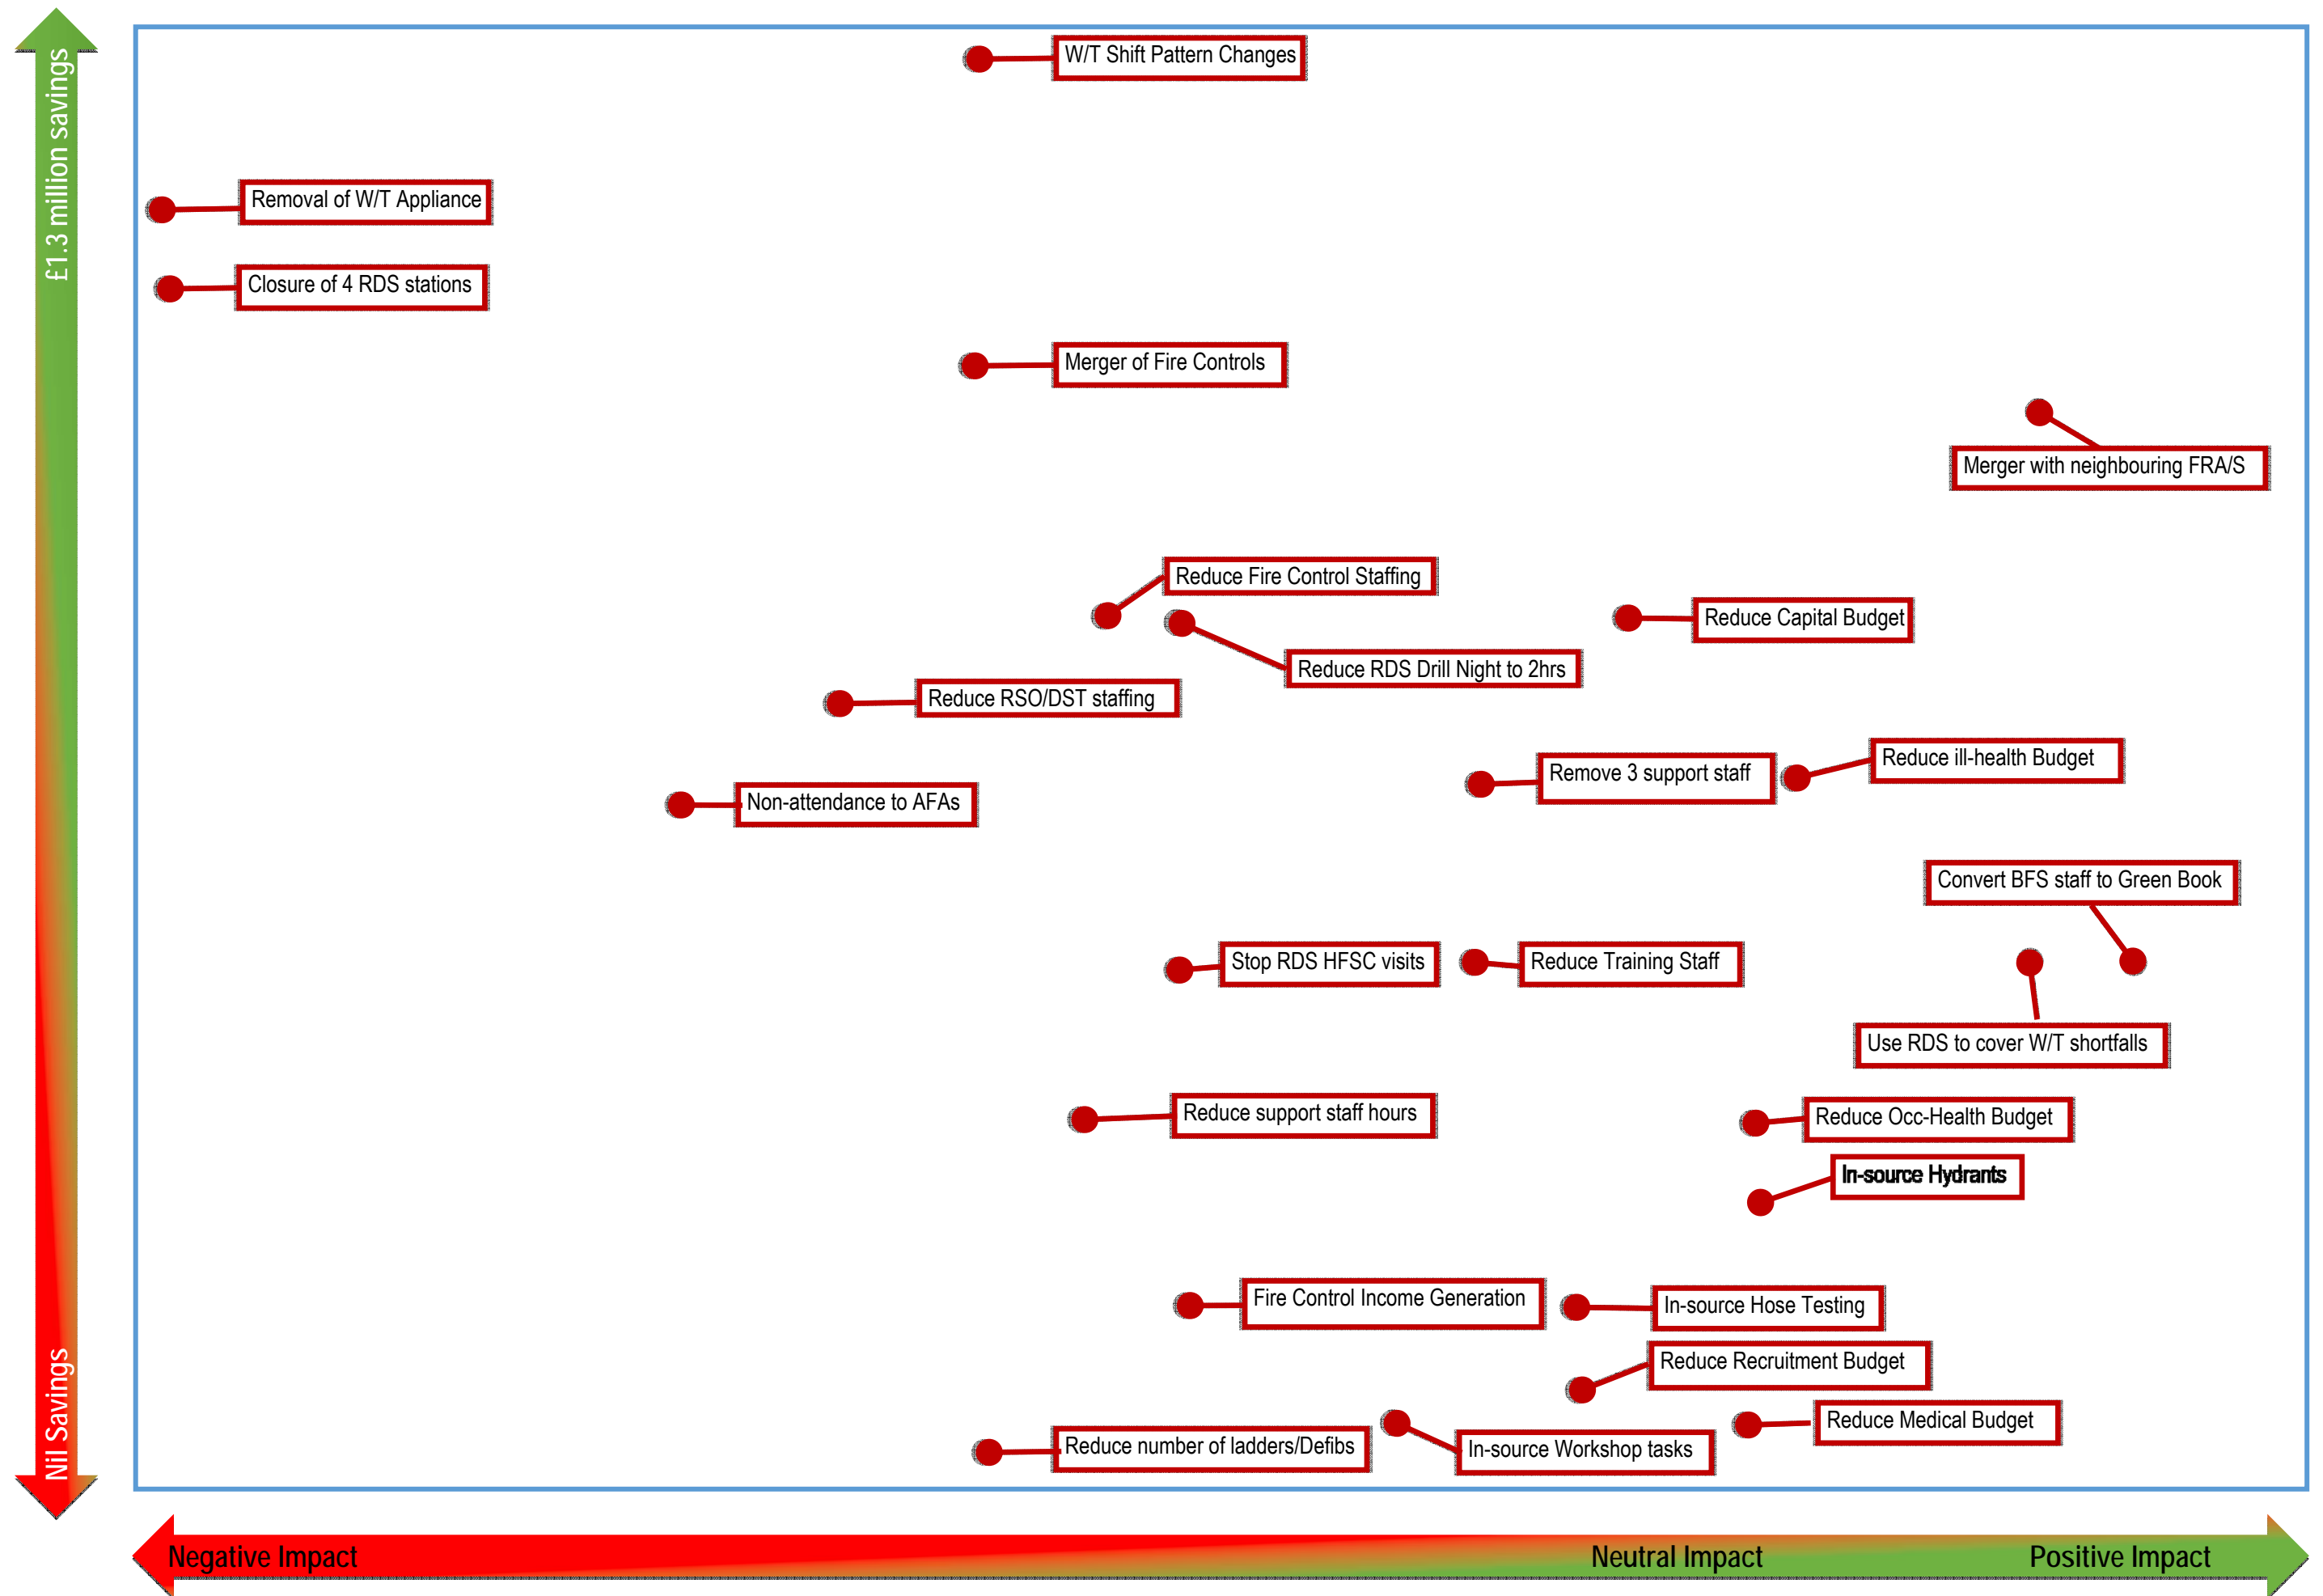 £1.3 million savings
Nil Savings
W/T Shift Pattern Changes
Removal of W/T Appliance
Closure of 4 RDS stations
Merger of Fire Controls
Merger with neighbouring FRA/S
Reduce Fire Control Staffing
Reduce Capital Budget
Reduce RDS Drill Night to 2hrs
Reduce RSO/DST staffing
Reduce ill-health Budget
Remove 3 support staff
Non-attendance to AFAs
Convert BFS staff to Green Book
Stop RDS HFSC visits
Reduce Training Staff
Use RDS to cover W/T shortfalls
Reduce support staff hours
Reduce Occ-Health Budget
In-source Hydrants
Fire Control Income Generation
In-source Hose Testing
Reduce Recruitment Budget
Reduce Medical Budget
Reduce number of ladders/Defibs
In-source Workshop tasks
Negative Impact
Neutral Impact
Positive Impact